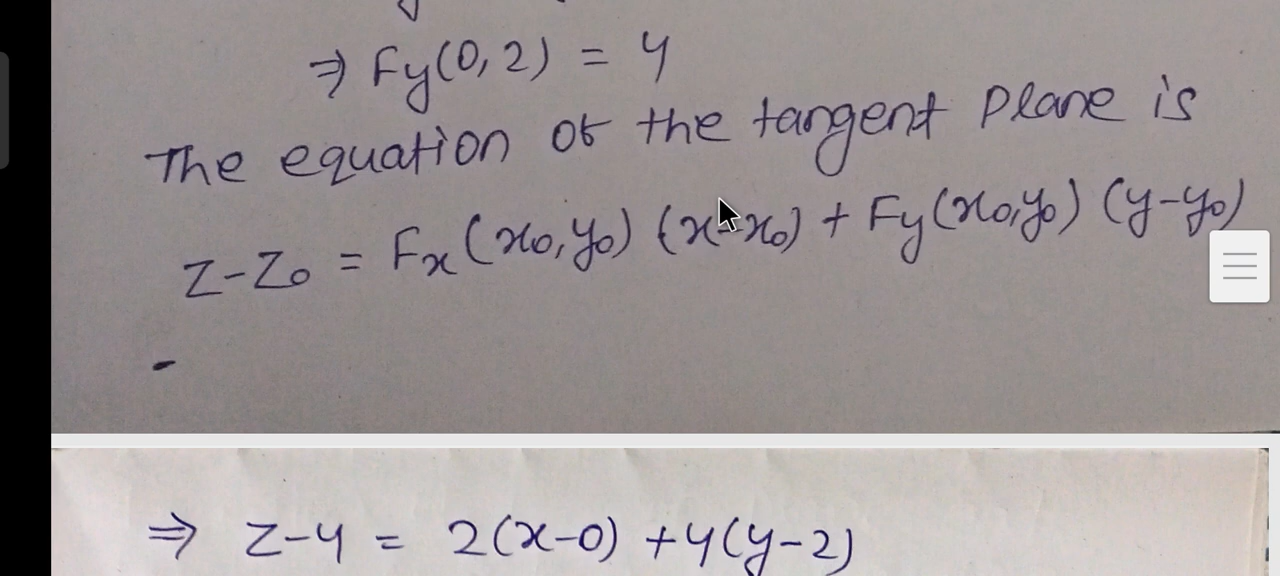 ⇒ Fy(0,2) = 4
The equation of the tangent plane is
z-z₀ = Fx(x₀,y₀) (x-x₀) + Fy(x₀,y₀) (y-y₀)
⇒ z-4 = 2(x-0) +4(y-2)